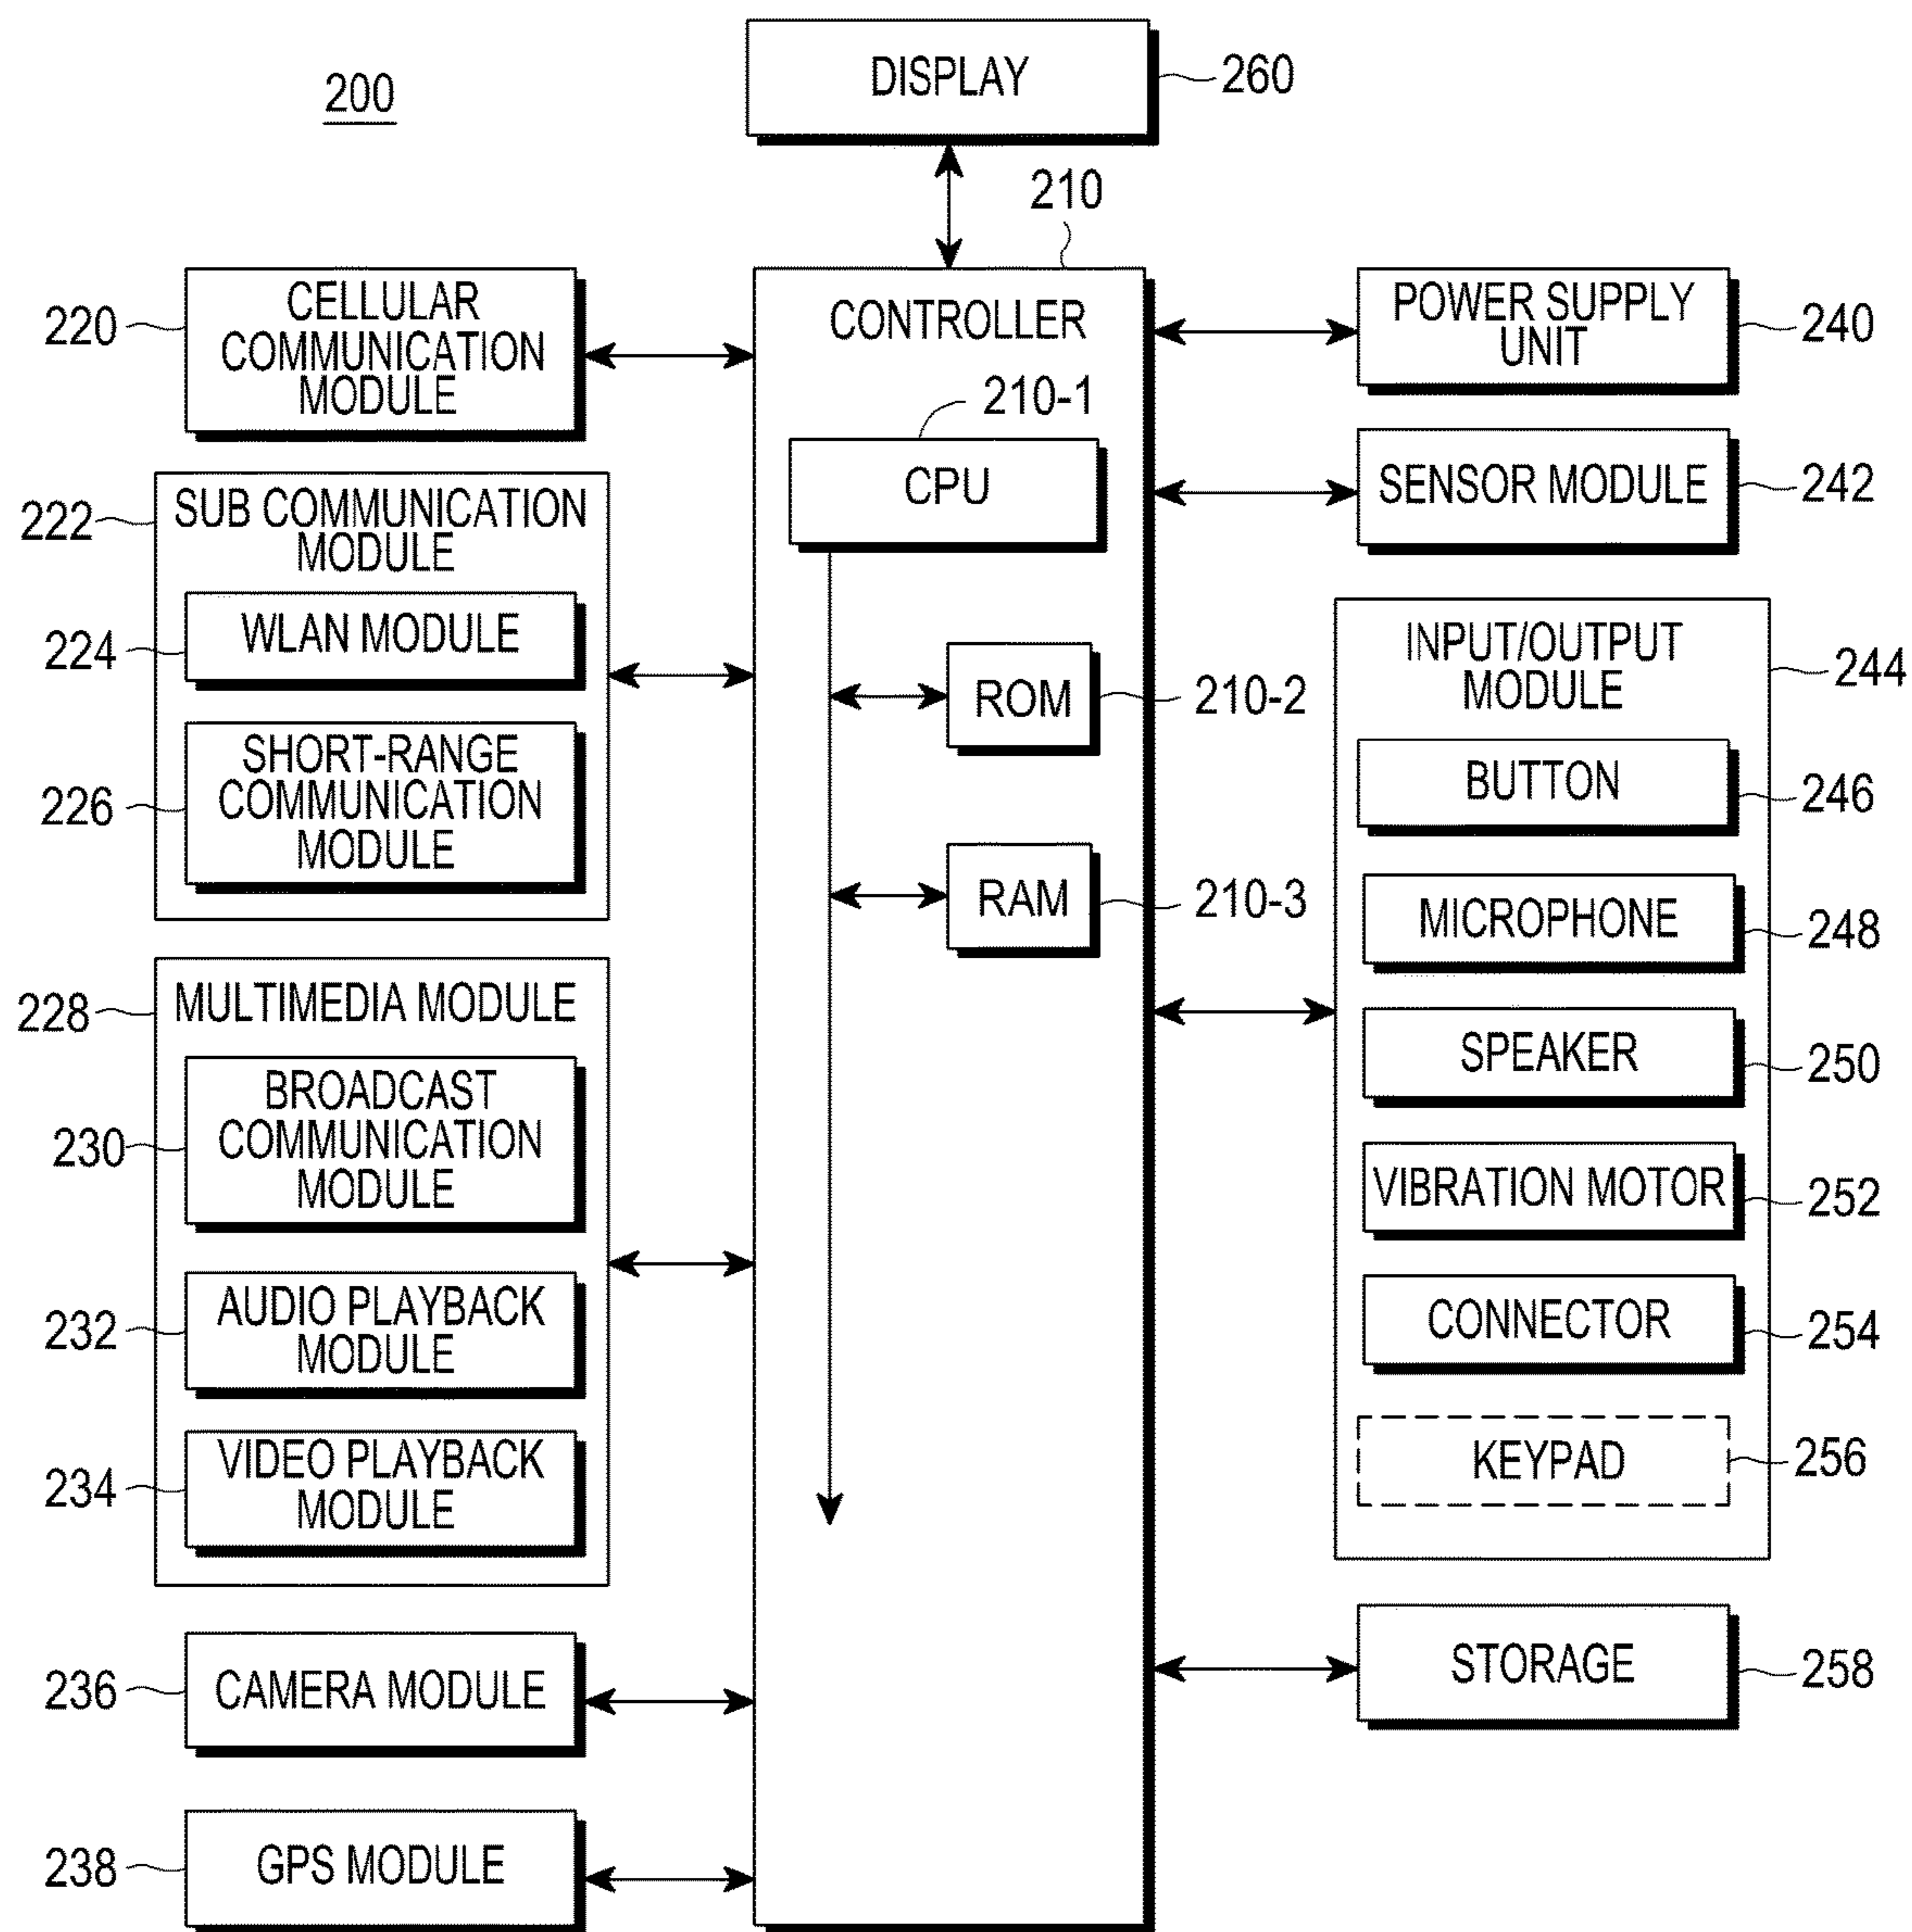 200
DISPLAY
260
210
CONTROLLER
210-1
CPU
ROM
210-2
RAM
210-3
220
CELLULAR
COMMUNICATION
MODULE
222
SUB COMMUNICATION
MODULE
224
WLAN MODULE
226
SHORT-RANGE
COMMUNICATION
MODULE
228
MULTIMEDIA MODULE
230
BROADCAST
COMMUNICATION
MODULE
232
AUDIO PLAYBACK
MODULE
234
VIDEO PLAYBACK
MODULE
236
CAMERA MODULE
238
GPS MODULE
POWER SUPPLY
UNIT
240
SENSOR MODULE
242
INPUT/OUTPUT
MODULE
244
BUTTON
246
MICROPHONE
248
SPEAKER
250
VIBRATION MOTOR
252
CONNECTOR
254
KEYPAD
256
STORAGE
258